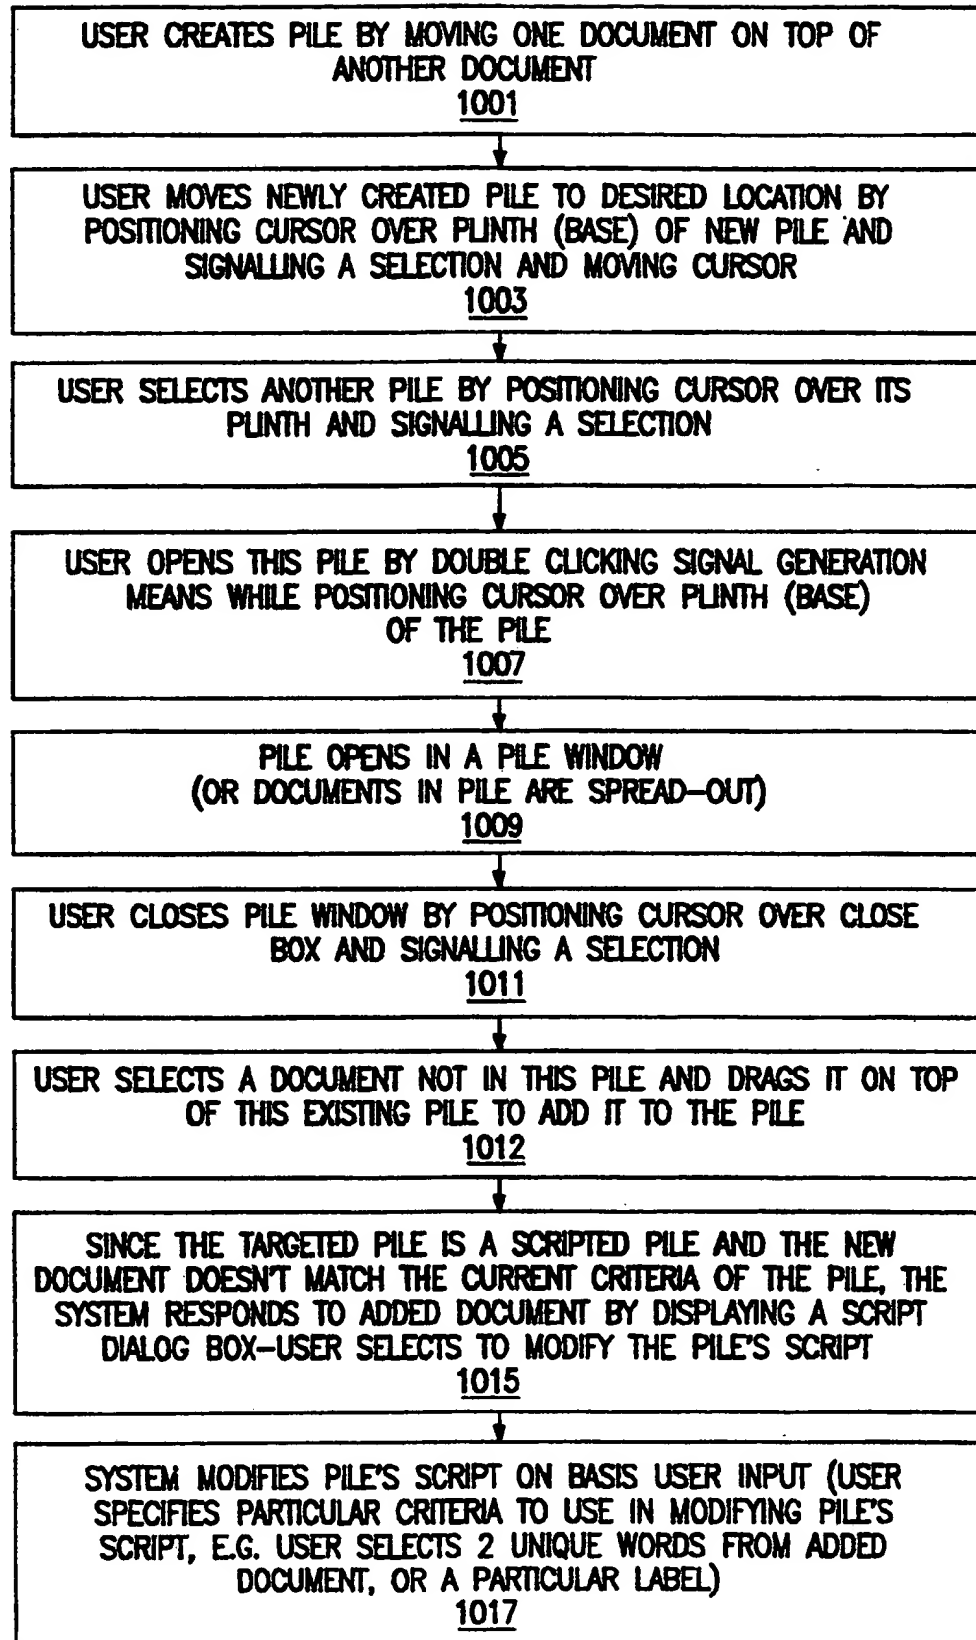 USER CREATES PILE BY MOVING ONE DOCUMENT ON TOP OF
ANOTHER DOCUMENT
1001
USER MOVES NEWLY CREATED PILE TO DESIRED LOCATION BY
POSITIONING CURSOR OVER PLINTH (BASE) OF NEW PILE AND
SIGNALLING A SELECTION AND MOVING CURSOR
1003
USER SELECTS ANOTHER PILE BY POSITIONING CURSOR OVER ITS
PLINTH AND SIGNALLING A SELECTION
1005
USER OPENS THIS PILE BY DOUBLE CLICKING SIGNAL GENERATION
MEANS WHILE POSITIONING CURSOR OVER PLINTH (BASE)
OF THE PILE
1007
PILE OPENS IN A PILE WINDOW
(OR DOCUMENTS IN PILE ARE SPREAD-OUT)
1009
USER CLOSES PILE WINDOW BY POSITIONING CURSOR OVER CLOSE
BOX AND SIGNALLING A SELECTION
1011
USER SELECTS A DOCUMENT NOT IN THIS PILE AND DRAGS IT ON TOP
OF THIS EXISTING PILE TO ADD IT TO THE PILE
1012
SINCE THE TARGETED PILE IS A SCRIPTED PILE AND THE NEW
DOCUMENT DOESN'T MATCH THE CURRENT CRITERIA OF THE PILE, THE
SYSTEM RESPONDS TO ADDED DOCUMENT BY DISPLAYING A SCRIPT
DIALOG BOX-USER SELECTS TO MODIFY THE PILE'S SCRIPT
1015
SYSTEM MODIFIES PILE'S SCRIPT ON BASIS USER INPUT (USER
SPECIFIES PARTICULAR CRITERIA TO USE IN MODIFYING PILE'S
SCRIPT, E.G. USER SELECTS 2 UNIQUE WORDS FROM ADDED
DOCUMENT, OR A PARTICULAR LABEL)
1017